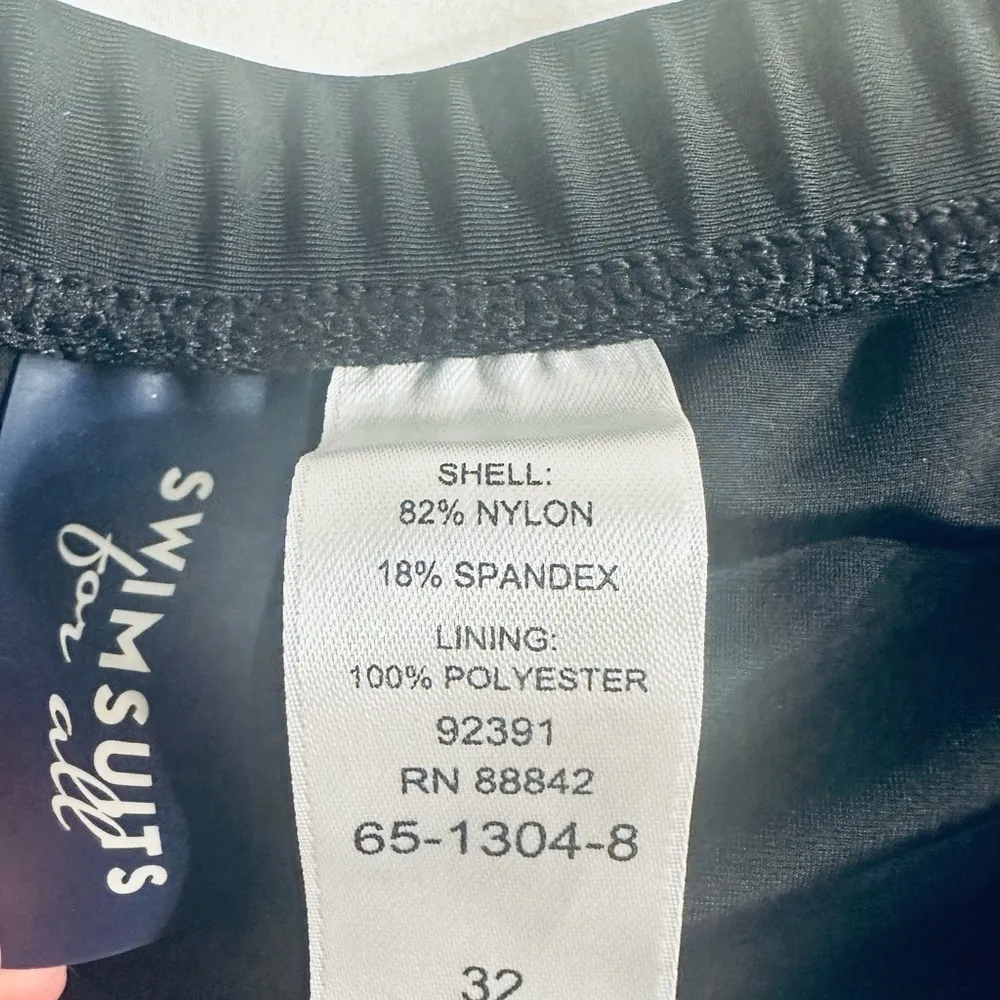 SWIMSUITS
for all
SHELL:
82% NYLON
18% SPANDEX
LINING:
100% POLYESTER
92391
RN 88842
65-1304-8
32